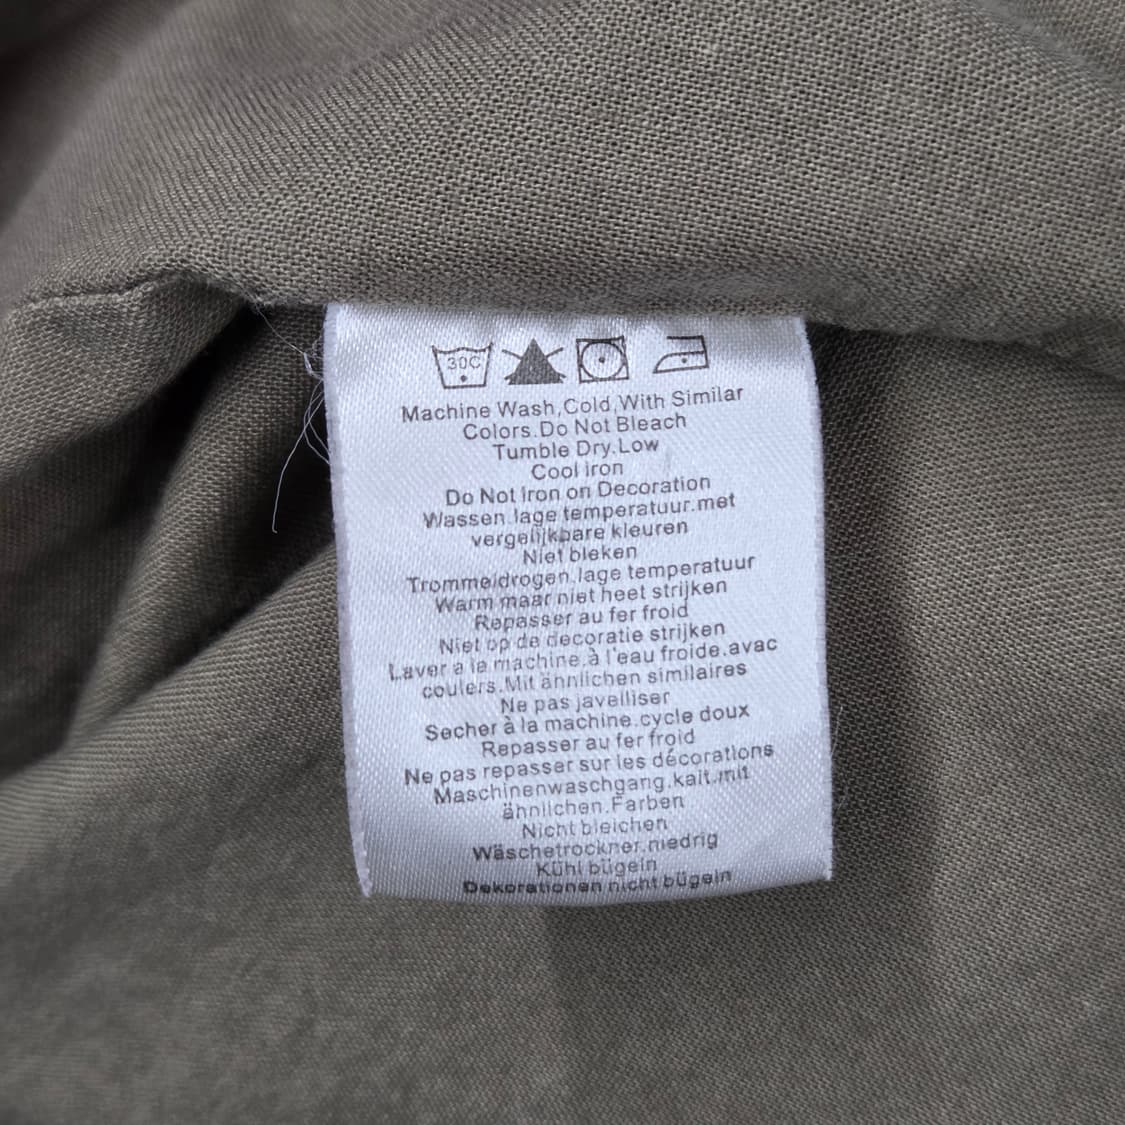 30C
Machine Wash,Cold,With Similar
Colors.Do Not Bleach
Tumble Dry.Low
Cool iron
Do Not Iron on Decoration
Wassen.lage temperatuur.met
vergelijkbare kleuren
Niet bleken
Trommeldrogen.lage temperatuur
Warm maar niet heet strijken
Repasser au fer froid
Niet op de decoratie strijken
Laver a la machine.à l'eau froide.avac
coulers.Mit ähnlichen similaires
Ne pas javelliser
Secher à la machine.cycle doux
Repasser au fer froid
Ne pas repasser sur les décorations
Maschinenwaschgang.kait.mit
ähnlichen.Farben
Nicht bleichen
Wäschetrockner.niedrig
Kühl bügeln
Dekorationen nicht bügeln